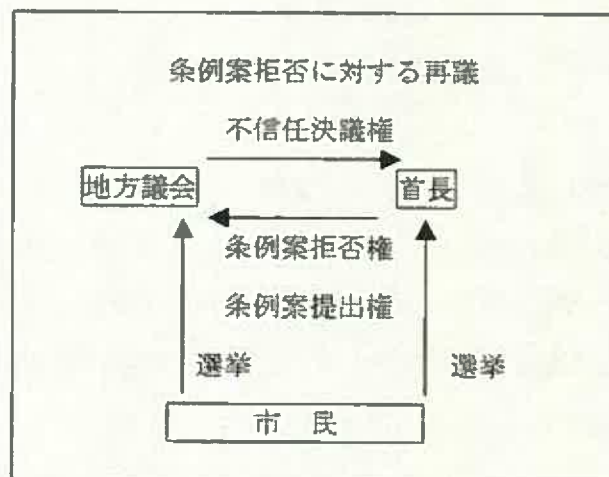 条例案拒否に対する再議
不信任決議権
地方議会
首長
条例案拒否権
条例案提出権
選挙
選挙
市 民